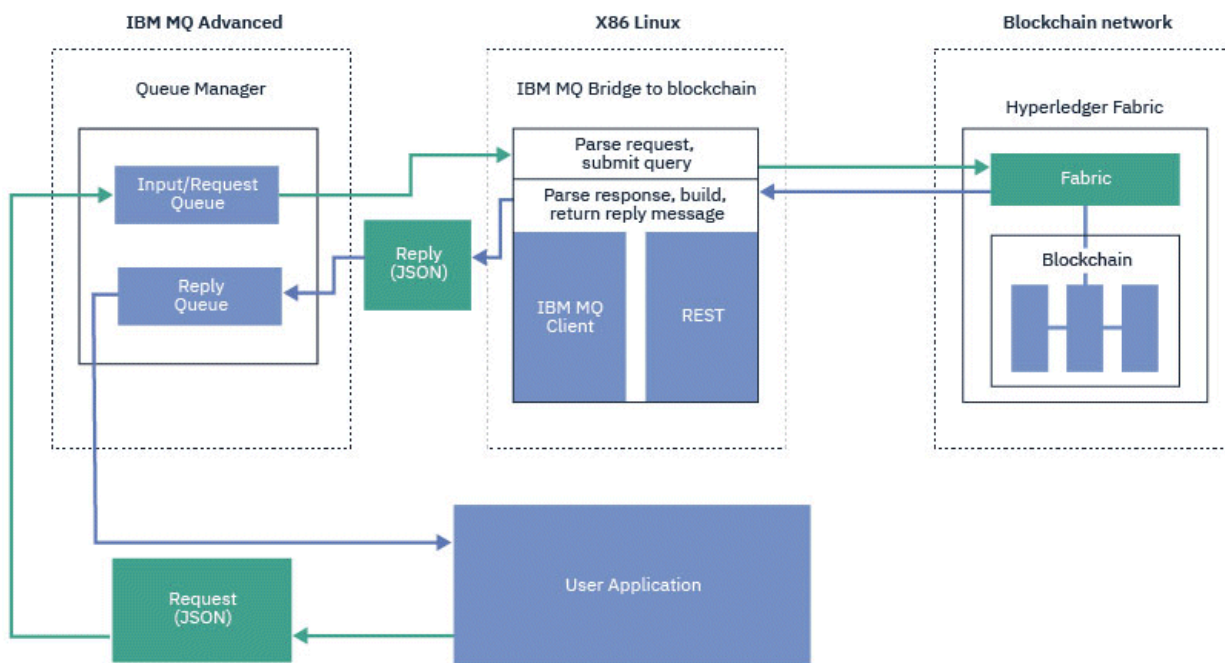 IBM MQ Advanced
X86 Linux
Blockchain network
Queue Manager
IBM MQ Bridge to blockchain
Hyperledger Fabric
Parse request,
submit query
Input/Request
Queue
Fabric
Parse response, build,
return reply message
Reply
(JSON)
Reply
Queue
Blockchain
IBM MQ
Client
REST
User Application
Request
(JSON)